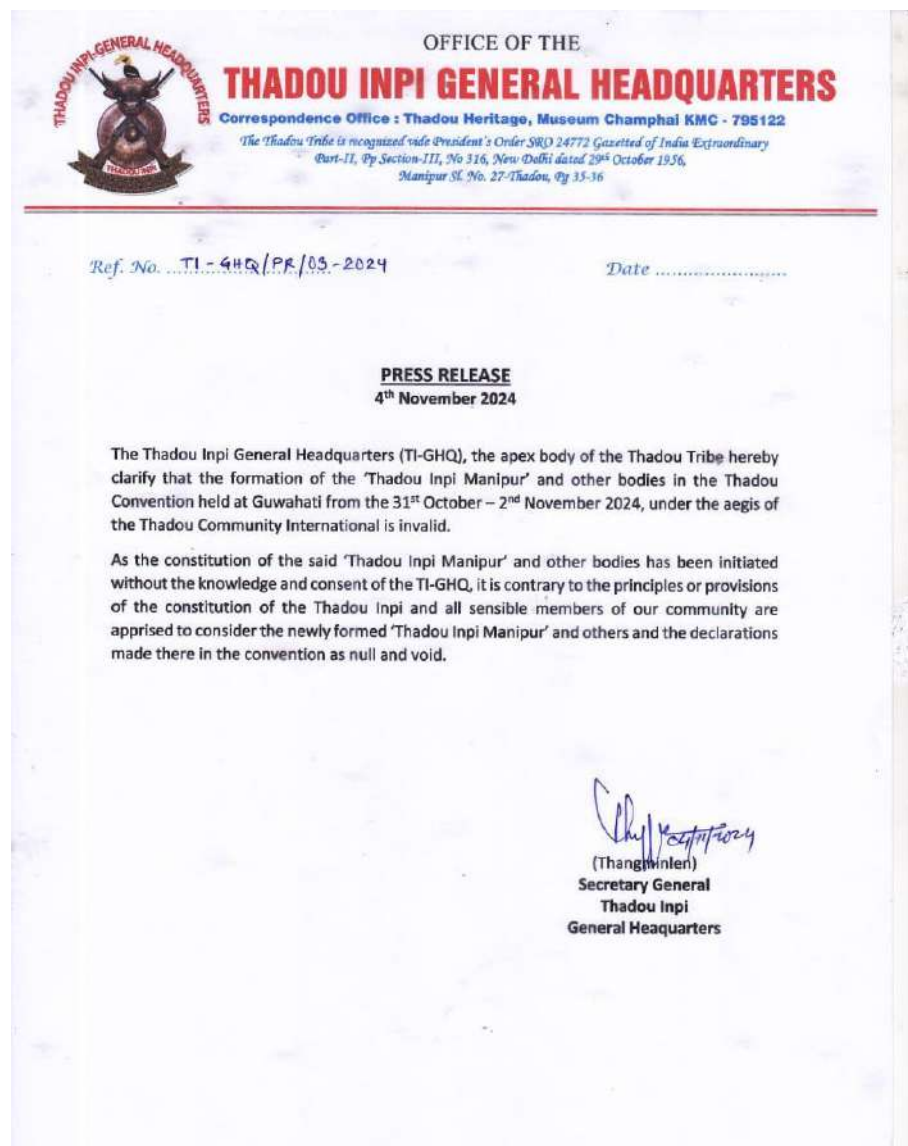 THADOU INPI-GENERAL HEADQUARTERS
THADOU INPI
OFFICE OF THE
THADOU INPI GENERAL HEADQUARTERS
Correspondence Office : Thadou Heritage, Museum Champhai KMC - 795122
The Thadou Tribe is recognized vide President's Order SRO 24772 Gazetted of India Extraordinary
Part-II, Pp Section-III, No 316, New Delhi dated 29th October 1956,
Manipur Sl. No. 27-Thadou, Pg 35-36
Ref. No. TI-GHQ/PR/03-2024 Date ........................
PRESS RELEASE
4th November 2024
The Thadou Inpi General Headquarters (TI-GHQ), the apex body of the Thadou Tribe hereby
clarify that the formation of the 'Thadou Inpi Manipur' and other bodies in the Thadou
Convention held at Guwahati from the 31st October – 2nd November 2024, under the aegis of
the Thadou Community International is invalid.
As the constitution of the said 'Thadou Inpi Manipur' and other bodies has been initiated
without the knowledge and consent of the TI-GHQ, it is contrary to the principles or provisions
of the constitution of the Thadou Inpi and all sensible members of our community are
apprised to consider the newly formed 'Thadou Inpi Manipur' and others and the declarations
made there in the convention as null and void.
04/11/2024
(Thangminlen)
Secretary General
Thadou Inpi
General Heaquarters